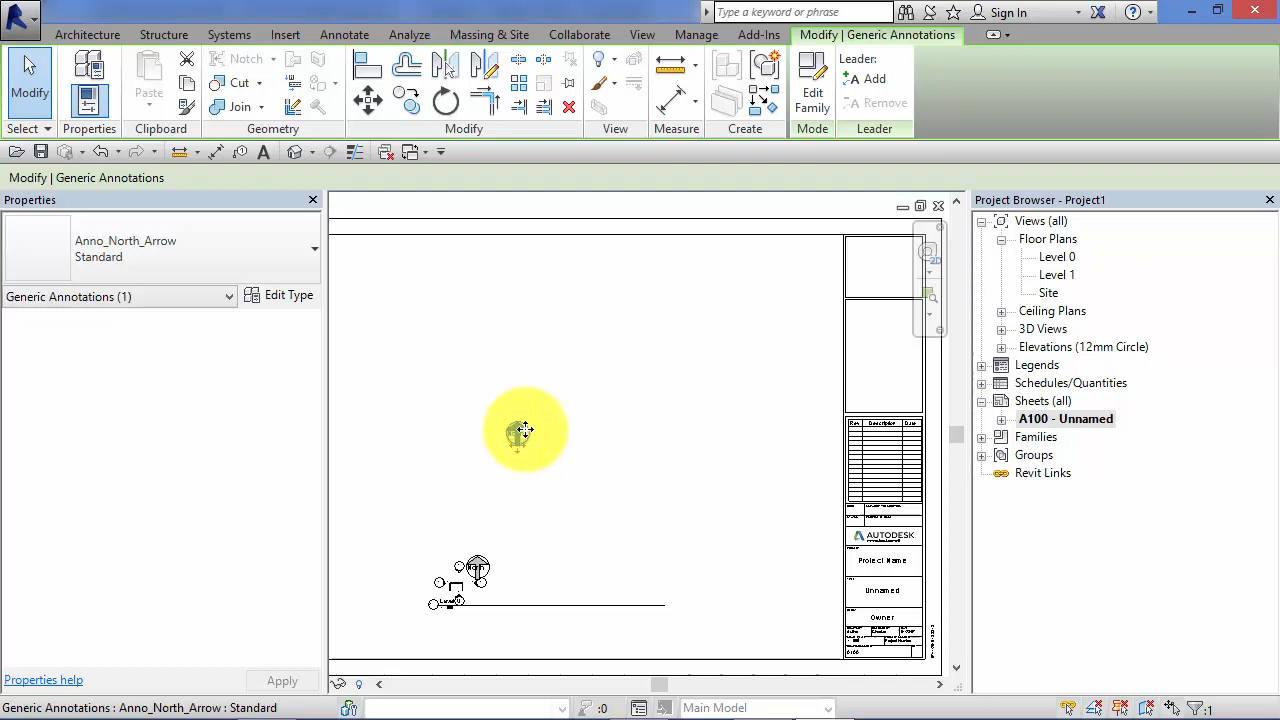 Type a keyword or phrase
Sign In
Architecture
Structure
Systems
Insert
Annotate
Analyze
Massing & Site
Collaborate
View
Manage
Add-Ins
Modify | Generic Annotations
Modify
Select
Properties
Paste
Clipboard
Notch
Cut
Join
Geometry
Modify
View
Measure
Create
Edit
Family
Mode
Leader:
Add
Remove
Leader
Modify | Generic Annotations
Properties
Anno_North_Arrow
Standard
Generic Annotations (1)
Edit Type
Properties help
Apply
2D
Rev
Description
Date
AUTODESK
Project Name
Unnamed
Owner
Project Browser - Project1
Views (all)
Floor Plans
Level 0
Level 1
Site
Ceiling Plans
3D Views
Elevations (12mm Circle)
Legends
Schedules/Quantities
Sheets (all)
A100 - Unnamed
Families
Groups
Revit Links
Generic Annotations : Anno_North_Arrow : Standard
:0
Main Model
:1